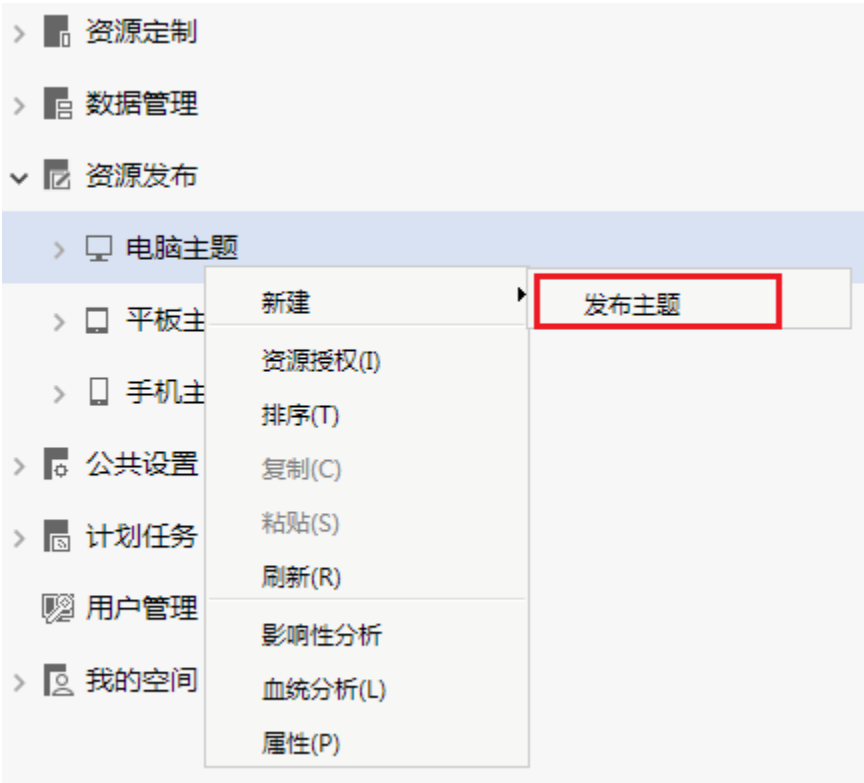 资源定制
数据管理
资源发布
电脑主题
新建
发布主题
平板主
资源授权(I)
手机主
排序(T)
公共设置
复制(C)
粘贴(S)
计划任务
刷新(R)
用户管理
影响性分析
我的空间
血统分析(L)
属性(P)